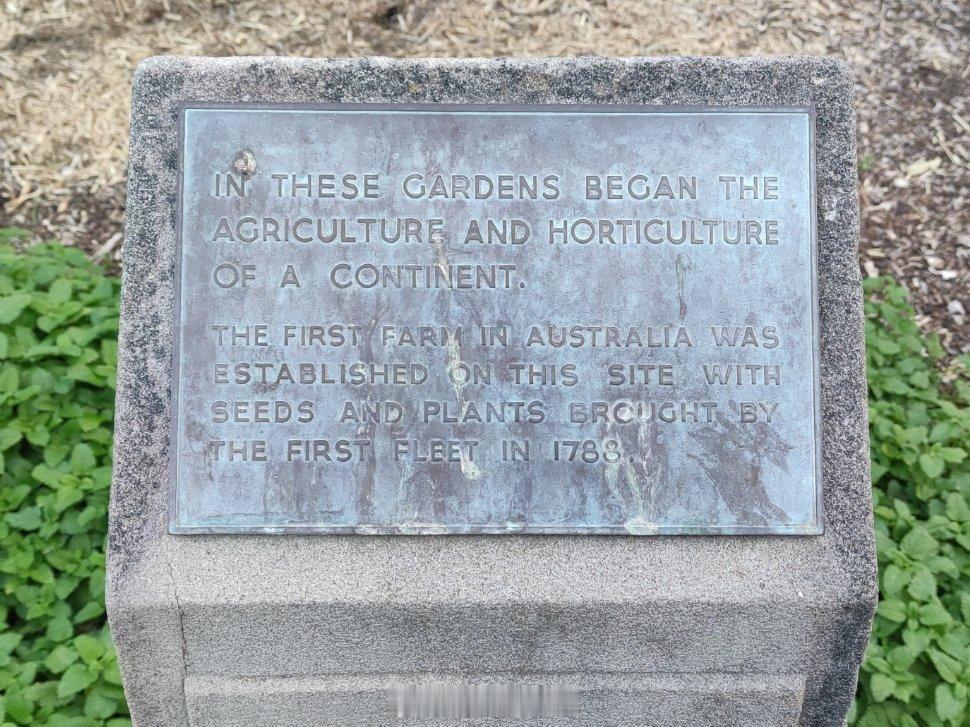 IN THESE GARDENS BEGAN THE
AGRICULTURE AND HORTICULTURE
OF A CONTINENT.
THE FIRST FARM IN AUSTRALIA WAS
ESTABLISHED ON THIS SITE WITH
SEEDS AND PLANTS BROUGHT BY
THE FIRST FLEET IN 1788.